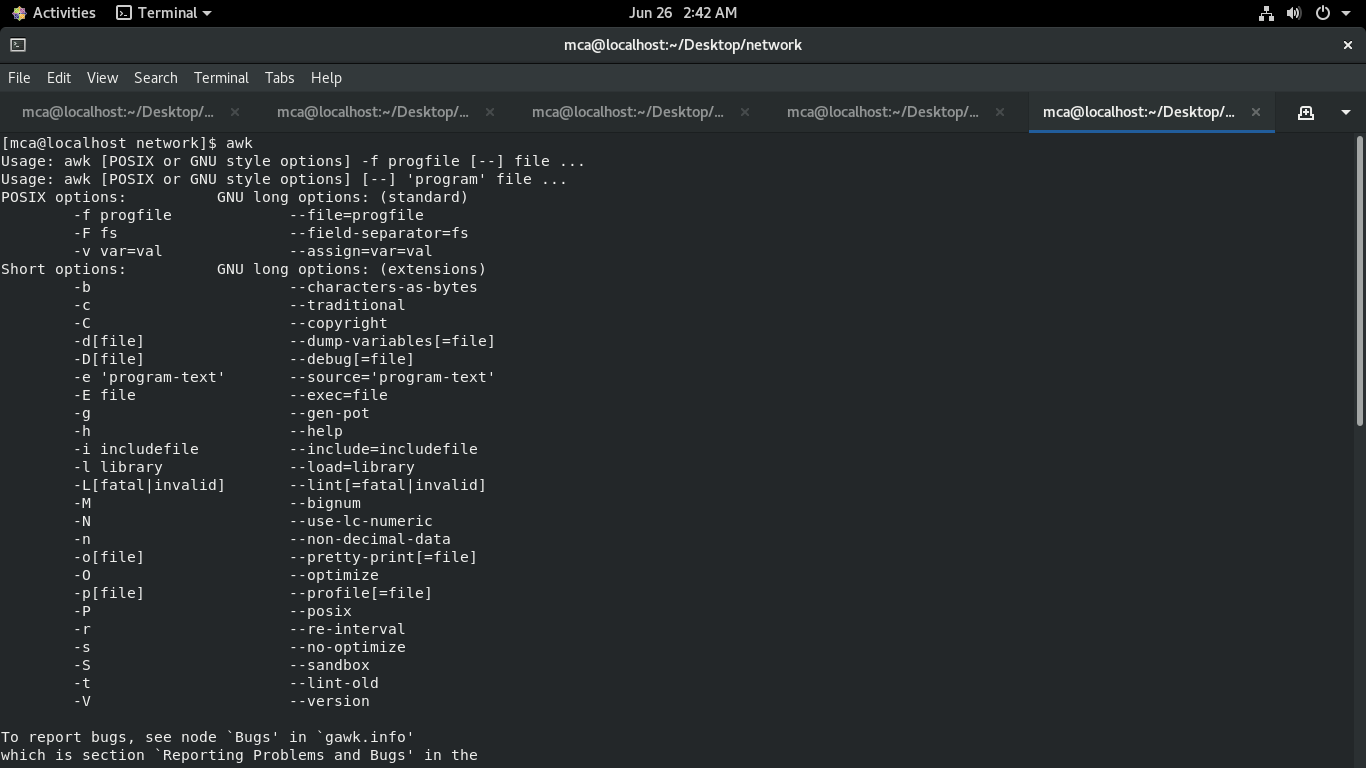 Activities Terminal Jun 26 2:42 AM
mca@localhost:~/Desktop/network
File Edit View Search Terminal Tabs Help
mca@localhost:~/Desktop/... mca@localhost:~/Desktop/... mca@localhost:~/Desktop/... mca@localhost:~/Desktop/... mca@localhost:~/Desktop/...
[mca@localhost network]$ awk
Usage: awk [POSIX or GNU style options] -f progfile [--] file ...
Usage: awk [POSIX or GNU style options] [--] 'program' file ...
POSIX options:          GNU long options: (standard)
        -f progfile             --file=progfile
        -F fs                   --field-separator=fs
        -v var=val              --assign=var=val
Short options:          GNU long options: (extensions)
        -b                      --characters-as-bytes
        -c                      --traditional
        -C                      --copyright
        -d[file]                --dump-variables[=file]
        -D[file]                --debug[=file]
        -e 'program-text'       --source='program-text'
        -E file                 --exec=file
        -g                      --gen-pot
        -h                      --help
        -i includefile          --include=includefile
        -l library              --load=library
        -L[fatal|invalid]       --lint[=fatal|invalid]
        -M                      --bignum
        -N                      --use-lc-numeric
        -n                      --non-decimal-data
        -o[file]                --pretty-print[=file]
        -O                      --optimize
        -p[file]                --profile[=file]
        -P                      --posix
        -r                      --re-interval
        -s                      --no-optimize
        -S                      --sandbox
        -t                      --lint-old
        -V                      --version
To report bugs, see node `Bugs' in `gawk.info'
which is section `Reporting Problems and Bugs' in the